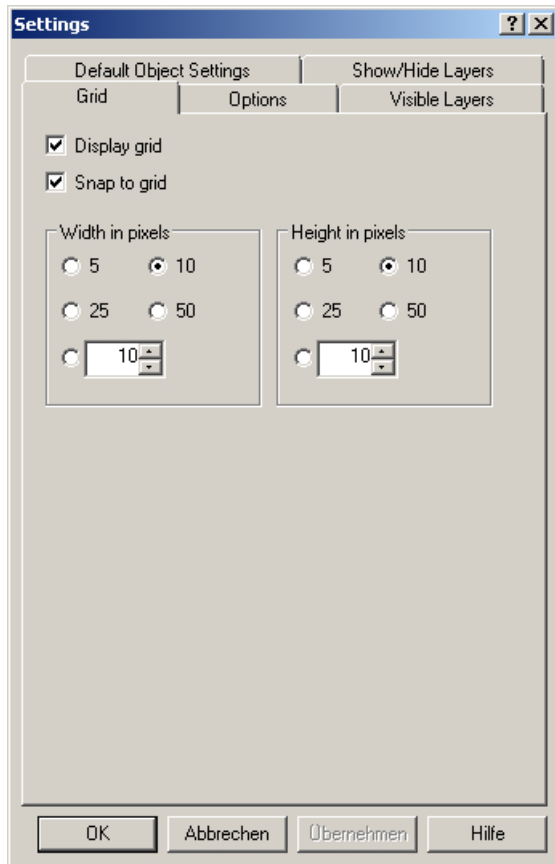 Settings
Default Object Settings Show/Hide Layers
Grid Options Visible Layers
Display grid
Snap to grid
Width in pixels Height in pixels
5 10 5 10
25 50 25 50
10 10
OK Abbrechen Übernehmen Hilfe